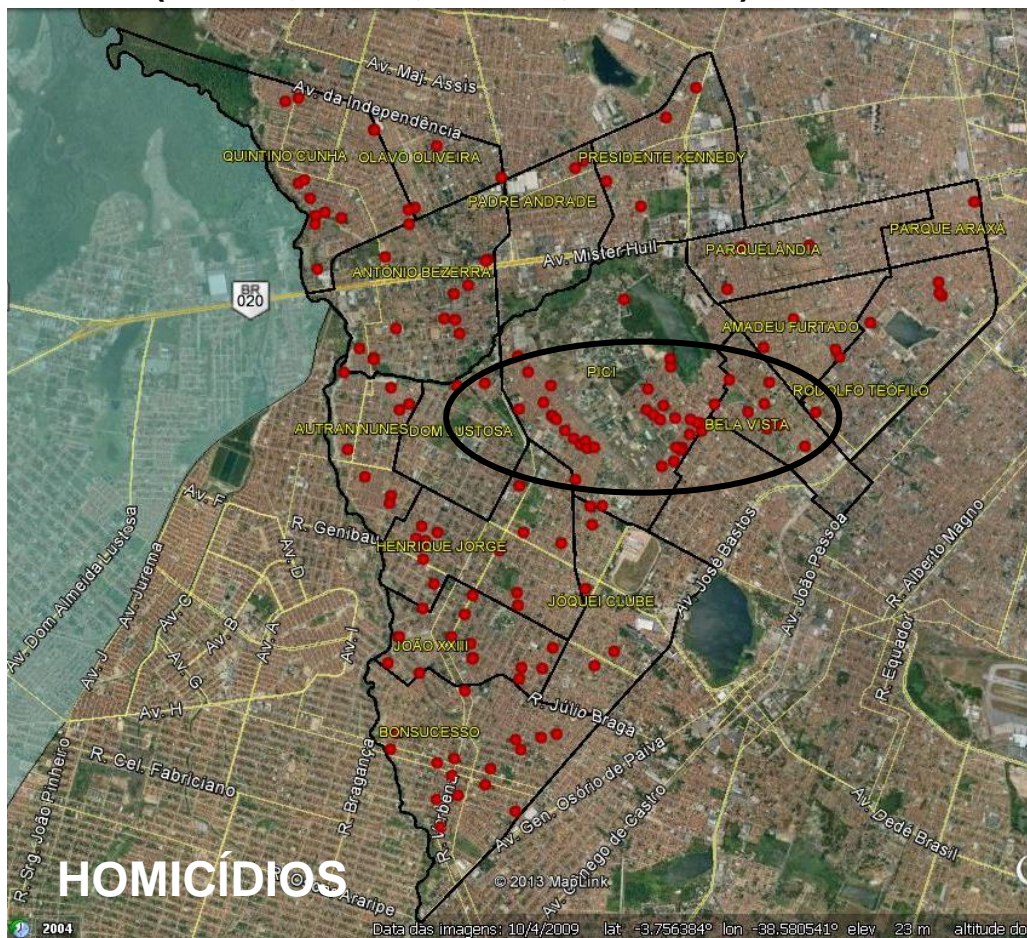 Av. Maj. Assis
Av. da Independência
QUINTINO CUNHA
OLAVO OLIVEIRA
PRESIDENTE KENNEDY
PADRE ANDRADE
PARQUE ARAXÁ
PARQUELÂNDIA
Av. Mister Hull
ANTÔNIO BEZERRA
BR
020
AMADEU FURTADO
PICI
RODOLFO TEÓFILO
BELA VISTA
AUTRAN NUNES
DOM LUSTOSA
Av. F
R. Genibau
Av. D
HENRIQUE JORGE
Av. Dom Almeida Lustosa
Av. Jurema
Av. C
Av. B
Av. A
Av. I
Av. G
Av. J
Av. H
JÓQUEI CLUBE
Av. José Bastos
Av. João Pessoa
R. Alberto Magno
R. Equador
JOÃO XXIII
R. Júlio Braga
BONSUCESSO
R. Cel. Fabriciano
R. Bragança
R. Srg. João Pinheiro
Av. Gen. Osório de Paiva
Av. Cônego de Castro
Av. Dedé Brasil
HOMICÍDIOS
Araripe
© 2013 MapLink
2004
Data das imagens: 10/4/2009 lat -3.756384° lon -38.580541° elev 23 m altitude do